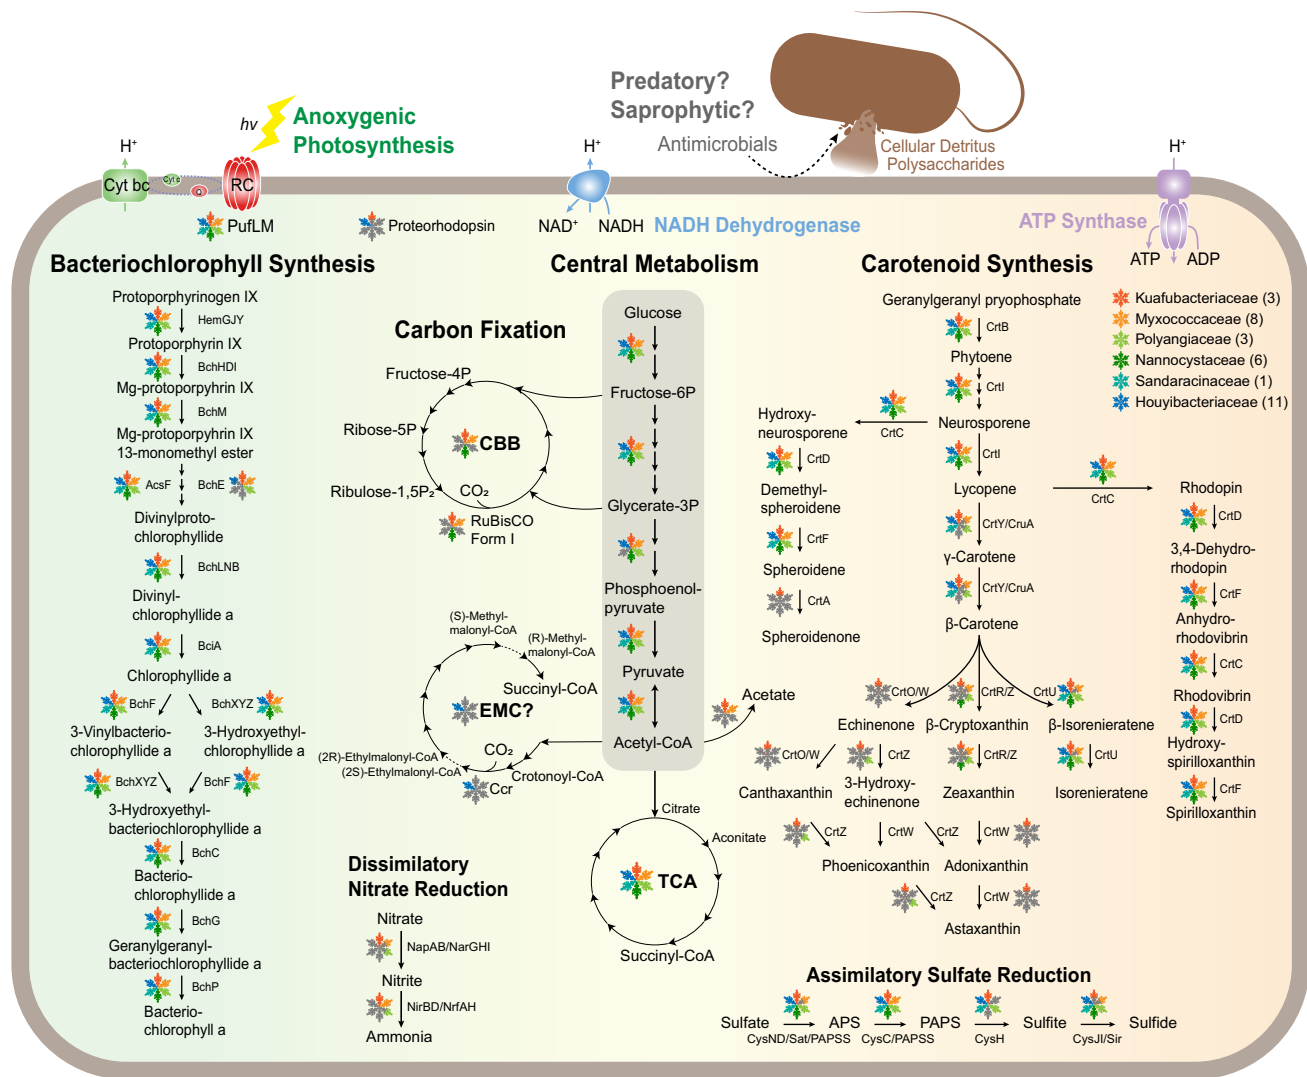 Predatory?
Saprophytic?
Antimicrobials
Cellular Detritus
Polysaccharides
hv
Anoxygenic
Photosynthesis
H⁺
Cyt bc
Cyt c
Q
RC
PufLM
Proteorhodopsin
H⁺
NAD⁺
NADH
NADH Dehydrogenase
H⁺
ATP Synthase
ATP
ADP
Bacteriochlorophyll Synthesis
Protoporphyrinogen IX
HemGJY
Protoporphyrin IX
BchHDI
Mg-protoporpyhrin IX
BchM
Mg-protoporpyhrin IX
13-monomethyl ester
AcsF
BchE
Divinylproto-
chlorophyllide
BchLNB
Divinyl-
chlorophyllide a
BciA
Chlorophyllide a
BchF
BchXYZ
3-Vinylbacterio-
chlorophyllide a
3-Hydroxyethyl-
chlorophyllide a
BchXYZ
BchF
3-Hydroxyethyl-
bacteriochlorophyllide a
BchC
Bacterio-
chlorophyllide a
BchG
Geranylgeranyl-
bacteriochlorophyllide a
BchP
Bacterio-
chlorophyll a
Carbon Fixation
Fructose-4P
Ribose-5P
Ribulose-1,5P₂
CBB
CO₂
RuBisCO
Form I
(S)-Methyl-
malonyl-CoA
(R)-Methyl-
malonyl-CoA
Succinyl-CoA
EMC?
(2R)-Ethylmalonyl-CoA
(2S)-Ethylmalonyl-CoA
CO₂
Crotonoyl-CoA
Ccr
Dissimilatory
Nitrate Reduction
Nitrate
NapAB/NarGHI
Nitrite
NirBD/NrfAH
Ammonia
Central Metabolism
Glucose
Fructose-6P
Glycerate-3P
Phosphoenol-
pyruvate
Pyruvate
Acetyl-CoA
Acetate
Citrate
Aconitate
TCA
Succinyl-CoA
Carotenoid Synthesis
Geranylgeranyl pryophosphate
CrtB
Phytoene
CrtI
Neurosporene
CrtC
Hydroxy-
neurosporene
CrtD
Demethyl-
spheroidene
CrtF
Spheroidene
CrtA
Spheroidenone
CrtI
Lycopene
CrtC
CrtY/CruA
γ-Carotene
CrtY/CruA
β-Carotene
CrtO/W
CrtR/Z
CrtU
Echinenone
β-Cryptoxanthin
β-Isorenieratene
CrtO/W
CrtZ
CrtR/Z
CrtU
Canthaxanthin
3-Hydroxy-
echinenone
Zeaxanthin
Isorenieratene
CrtZ
CrtW
CrtZ
CrtW
Phoenicoxanthin
Adonixanthin
CrtZ
CrtW
Astaxanthin
Rhodopin
CrtD
3,4-Dehydro-
rhodopin
CrtF
Anhydro-
rhodovibrin
CrtC
Rhodovibrin
CrtD
Hydroxy-
spirilloxanthin
CrtF
Spirilloxanthin
Kuafubacteriaceae (3)
Myxococcaceae (8)
Polyangiaceae (3)
Nannocystaceae (6)
Sandaracinaceae (1)
Houyibacteriaceae (11)
Assimilatory Sulfate Reduction
Sulfate
APS
PAPS
Sulfite
Sulfide
CysND/Sat/PAPSS
CysC/PAPSS
CysH
CysJI/Sir